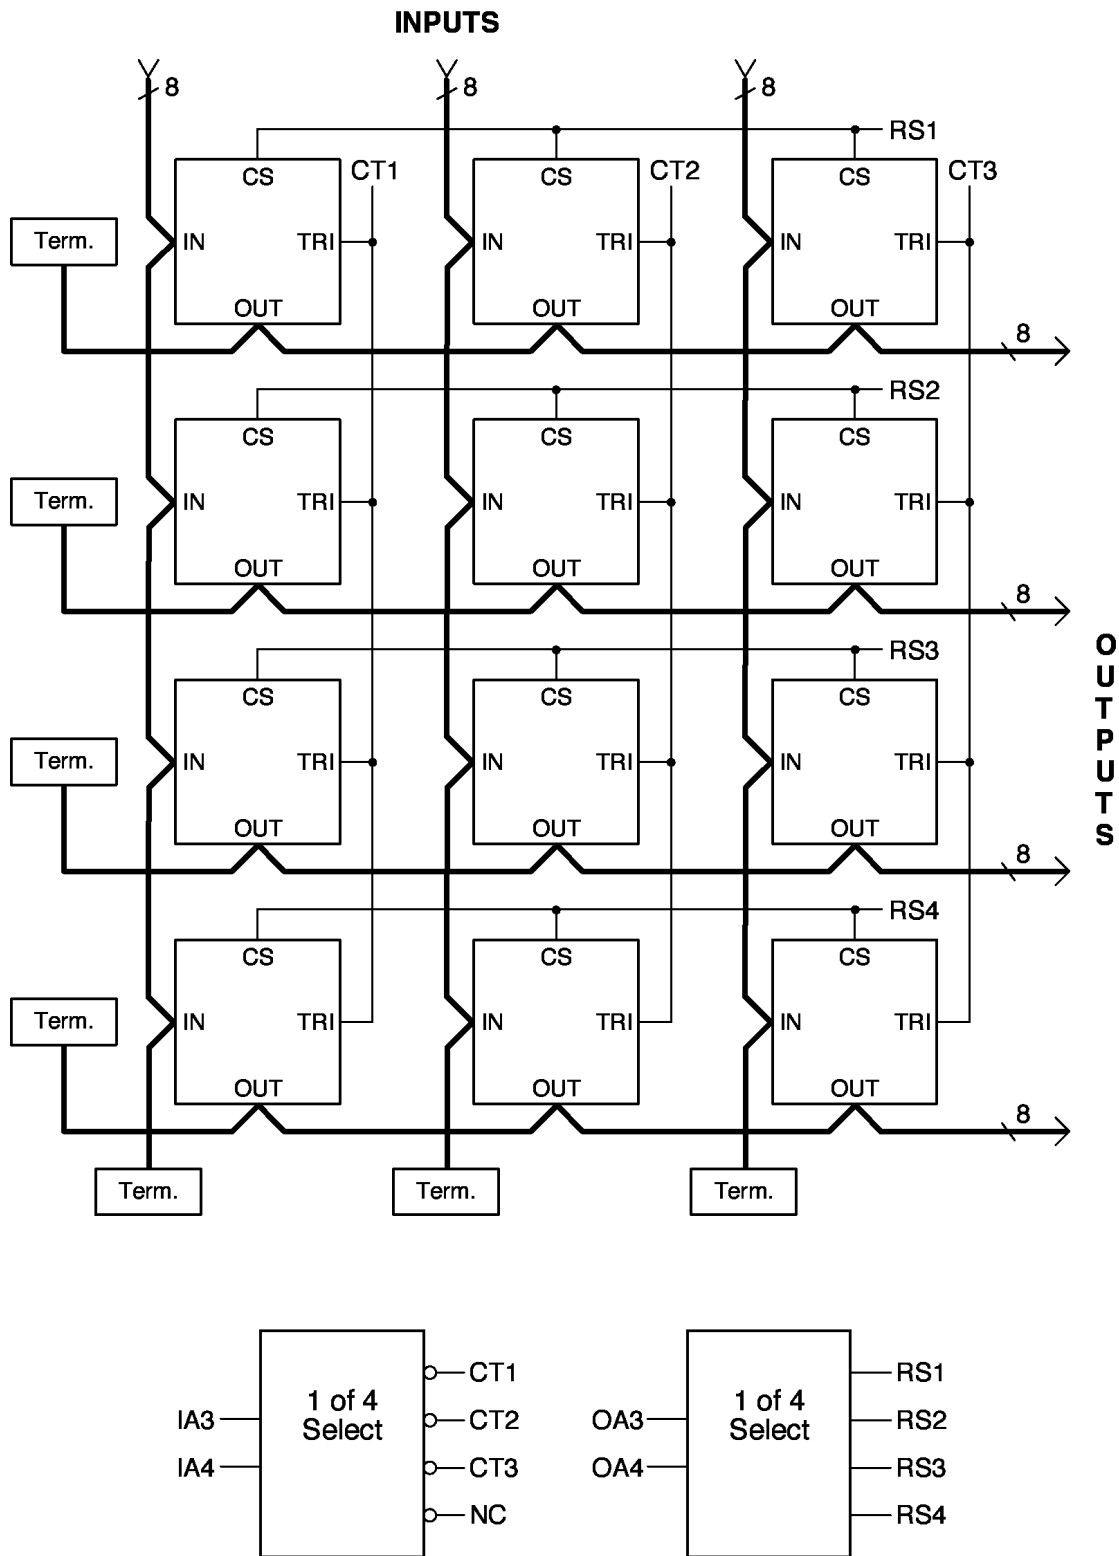 INPUTS
8 8 8
RS1
CT1 CT2 CT3
CS CS CS
Term. IN TRI IN TRI IN TRI
OUT OUT OUT
8
RS2
CS CS CS
Term. IN TRI IN TRI IN TRI
OUT OUT OUT
8
RS3
CS CS CS
Term. IN TRI IN TRI IN TRI
OUT OUT OUT
8
OUTPUTS
RS4
CS CS CS
Term. IN TRI IN TRI IN TRI
OUT OUT OUT
8
Term. Term. Term.
1 of 4
Select
IA3
IA4
CT1
CT2
CT3
NC
1 of 4
Select
OA3
OA4
RS1
RS2
RS3
RS4